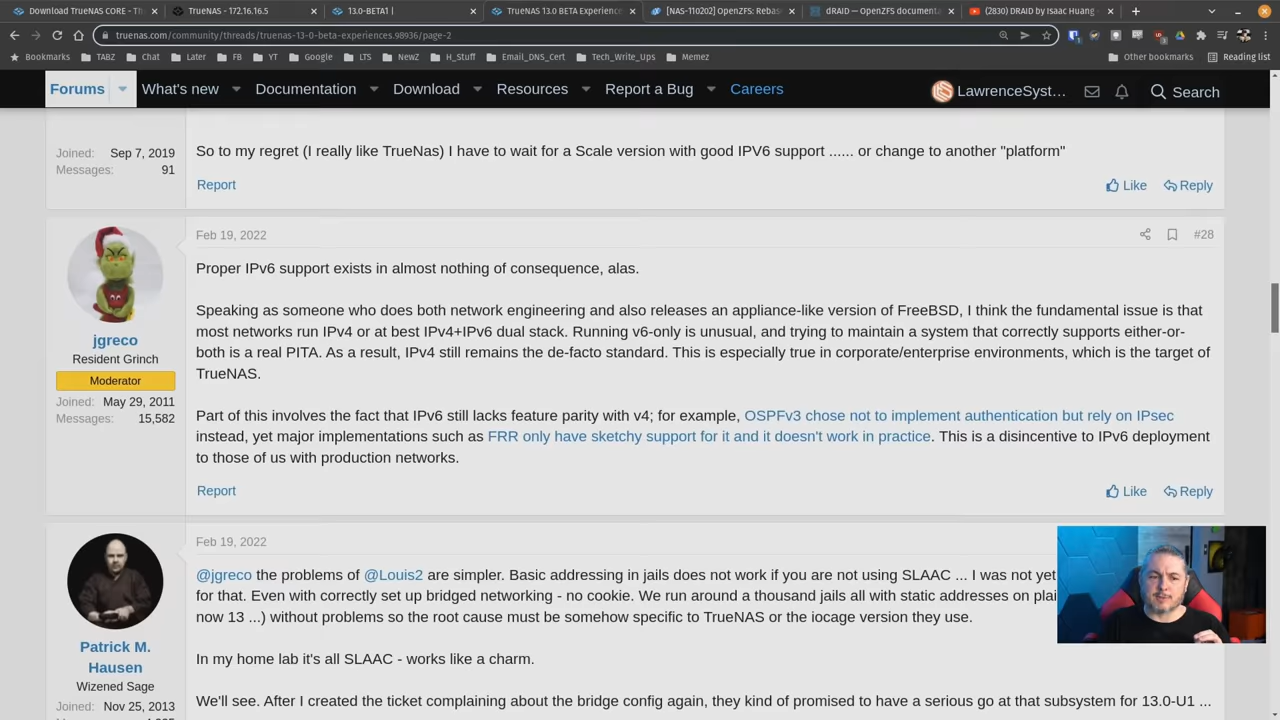 Download TrueNAS CORE - Th
TrueNAS - 172.16.16.5
13.0-BETA1 |
TrueNAS 13.0 BETA Experience
[NAS-110202] OpenZFS: Rebas
dRAID — OpenZFS documenta
(2830) DRAID by Isaac Huang -
truenas.com/community/threads/truenas-13-0-beta-experiences.98936/page-2
Bookmarks TABZ Chat Later FB YT Google LTS NewZ H_Stuff Email_DNS_Cert Tech_Write_Ups Memez Other bookmarks Reading list
Forums What's new Documentation Download Resources Report a Bug Careers LawrenceSyst... Search
Joined: Sep 7, 2019
Messages: 91
So to my regret (I really like TrueNas) I have to wait for a Scale version with good IPV6 support ...... or change to another "platform"
Report Like Reply
jgreco
Resident Grinch
Moderator
Joined: May 29, 2011
Messages: 15,582
Feb 19, 2022 #28
Proper IPv6 support exists in almost nothing of consequence, alas.
Speaking as someone who does both network engineering and also releases an appliance-like version of FreeBSD, I think the fundamental issue is that
most networks run IPv4 or at best IPv4+IPv6 dual stack. Running v6-only is unusual, and trying to maintain a system that correctly supports either-or-
both is a real PITA. As a result, IPv4 still remains the de-facto standard. This is especially true in corporate/enterprise environments, which is the target of
TrueNAS.
Part of this involves the fact that IPv6 still lacks feature parity with v4; for example, OSPFv3 chose not to implement authentication but rely on IPsec
instead, yet major implementations such as FRR only have sketchy support for it and it doesn't work in practice. This is a disincentive to IPv6 deployment
to those of us with production networks.
Report Like Reply
Patrick M.
Hausen
Wizened Sage
Joined: Nov 25, 2013
Feb 19, 2022
@jgreco the problems of @Louis2 are simpler. Basic addressing in jails does not work if you are not using SLAAC ... I was not yet
for that. Even with correctly set up bridged networking - no cookie. We run around a thousand jails all with static addresses on plai
now 13 ...) without problems so the root cause must be somehow specific to TrueNAS or the iocage version they use.
In my home lab it's all SLAAC - works like a charm.
We'll see. After I created the ticket complaining about the bridge config again, they kind of promised to have a serious go at that subsystem for 13.0-U1 ...